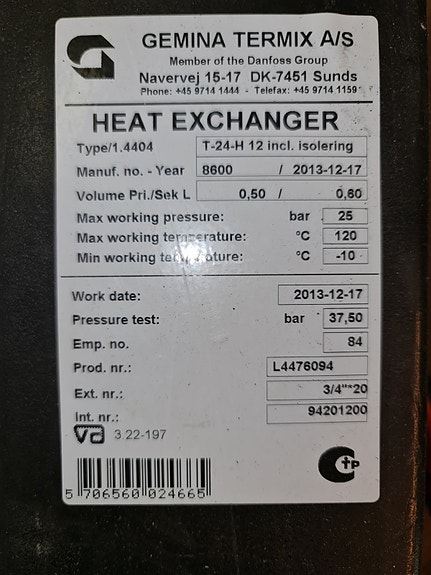 GEMINA TERMIX A/S
Member of the Danfoss Group
Navervej 15-17 DK-7451 Sunds
Phone: +45 9714 1444 - Telefax: +45 9714 1159
HEAT EXCHANGER
Type/1.4404 T-24-H 12 incl. isolering
Manuf. no. - Year 8600 / 2013-12-17
Volume Pri./Sek L 0,50 / 0,60
Max working pressure: bar 25
Max working temperature: °C 120
Min working temperature: °C -10
Work date: 2013-12-17
Pressure test: bar 37,50
Emp. no. 84
Prod. nr.: L4476094
Ext. nr.: 3/4"*20
Int. nr.: 94201200
va 3.22-197
5 706560 024665